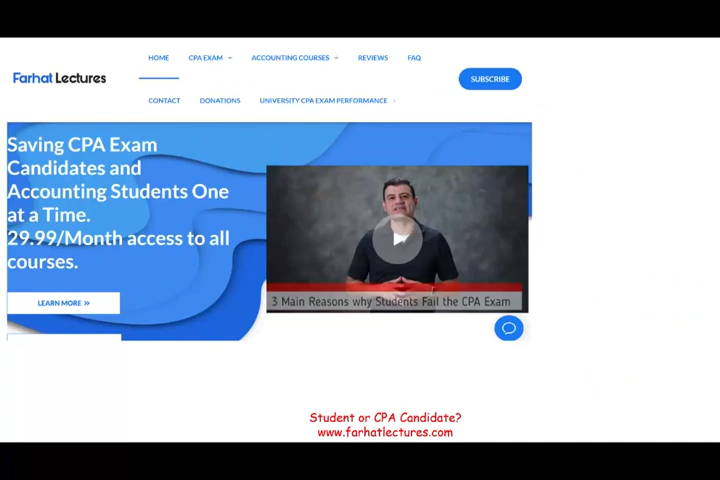 HOME CPA EXAM ACCOUNTING COURSES REVIEWS FAQ
Farhat Lectures
SUBSCRIBE
CONTACT DONATIONS UNIVERSITY CPA EXAM PERFORMANCE
Saving CPA Exam
Candidates and
Accounting Students One
at a Time.
29.99/Month access to all
courses.
LEARN MORE »
3 Main Reasons why Students Fail the CPA Exam
Student or CPA Candidate?
www.farhatlectures.com